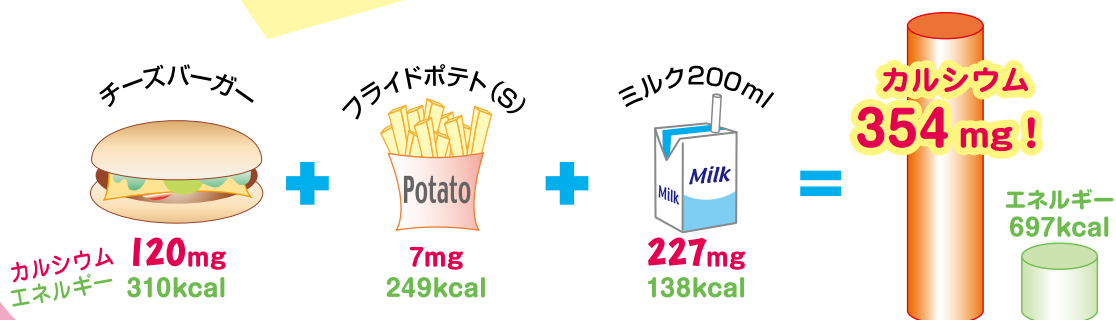 チーズバーガー
フライドポテト(S)
ミルク200ml
カルシウム
354 mg!
Potato
Milk
Milk
エネルギー
697kcal
カルシウム 120mg
7mg
227mg
エネルギー 310kcal
249kcal
138kcal